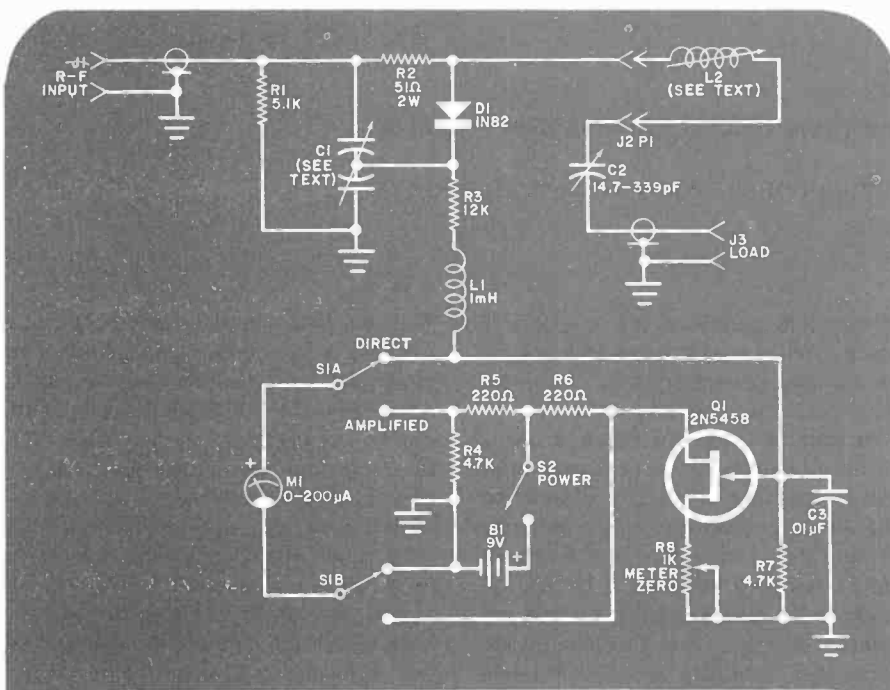 R-F
INPUT
R1
5.1K
R2
51Ω
2W
D1
1N82
C1
(SEE
TEXT)
R3
12K
L2
(SEE TEXT)
J2 P1
C2
14.7-339pF
J3
LOAD
L1
1mH
DIRECT
S1A
R5
220Ω
R6
220Ω
Q1
2N5458
AMPLIFIED
R4
4.7K
S2
POWER
+
M1
0-200μA
C3
.01μF
B1
9V
+
R8
1K
METER
ZERO
R7
4.7K
S1B